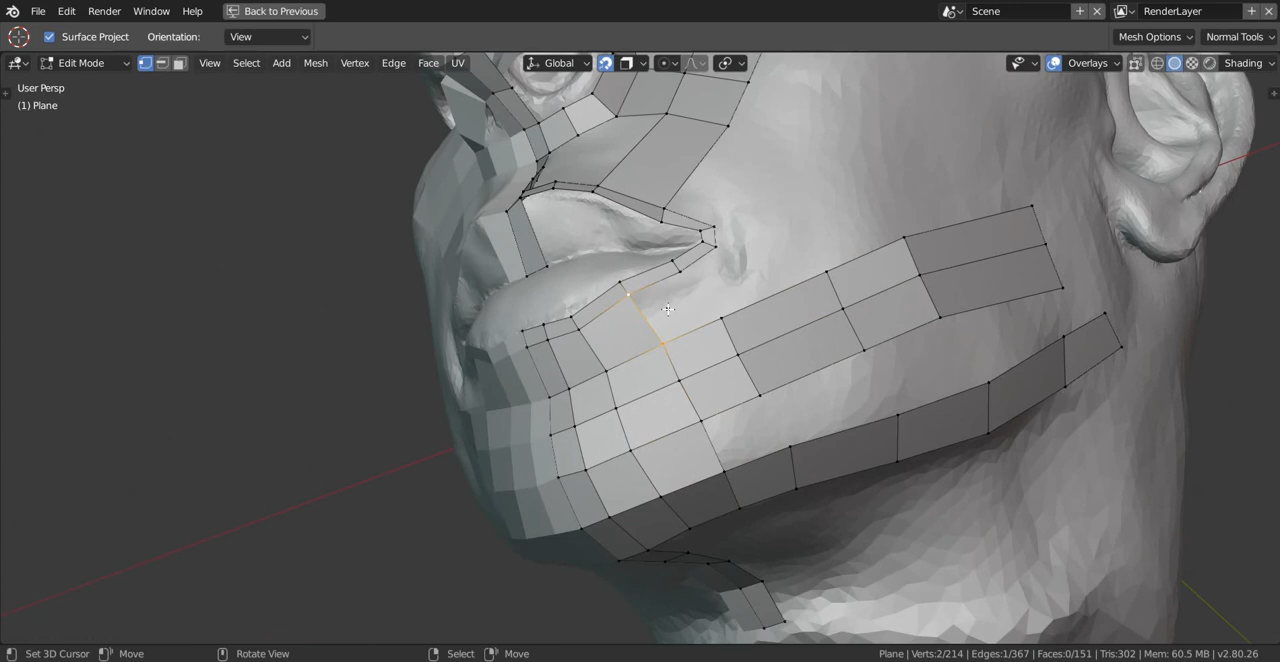 File Edit Render Window Help Back to Previous Scene RenderLayer
Surface Project Orientation: View Mesh Options Normal Tools
Edit Mode View Select Add Mesh Vertex Edge Face UV Global Overlays Shading
User Persp
(1) Plane
Set 3D Cursor Move Rotate View Select Move Plane | Verts:2/214 | Edges:1/367 | Faces:0/151 | Tris:302 | Mem: 60.5 MB | v2.80.26